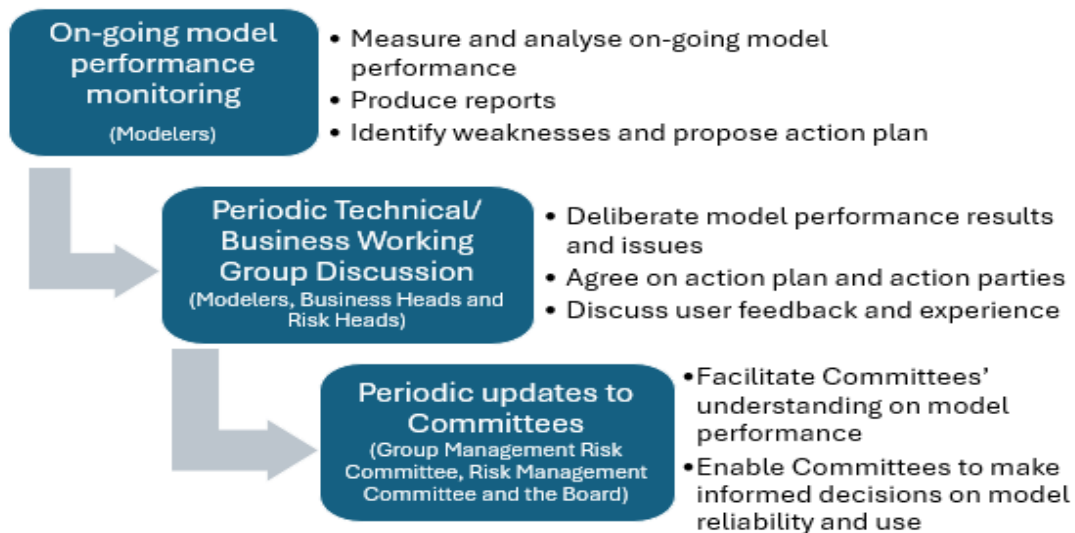 On-going model
performance
monitoring
(Modelers)
• Measure and analyse on-going model
performance
• Produce reports
• Identify weaknesses and propose action plan
Periodic Technical/
Business Working
Group Discussion
(Modelers, Business Heads and
Risk Heads)
• Deliberate model performance results
and issues
• Agree on action plan and action parties
• Discuss user feedback and experience
Periodic updates to
Committees
(Group Management Risk
Committee, Risk Management
Committee and the Board)
•Facilitate Committees’
understanding on model
performance
•Enable Committees to make
informed decisions on model
reliability and use